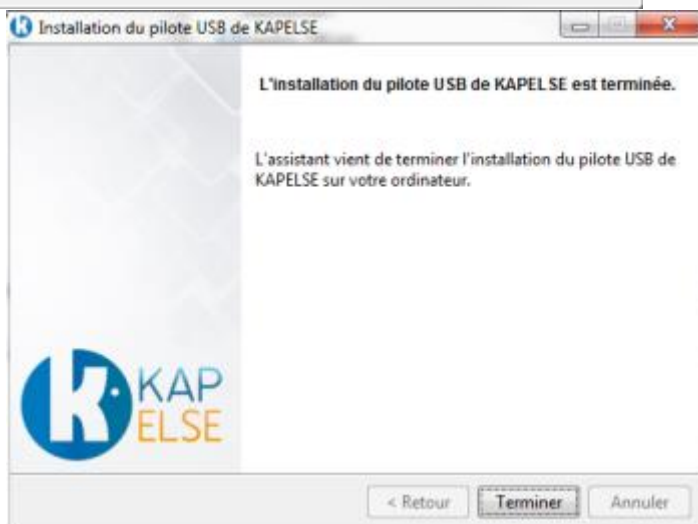 Installation du pilote USB de KAPELSE
L'installation du pilote USB de KAPELSE est terminée.
L'assistant vient de terminer l'installation du pilote USB de
KAPELSE sur votre ordinateur.
K
KAP
ELSE
< Retour
Terminer
Annuler